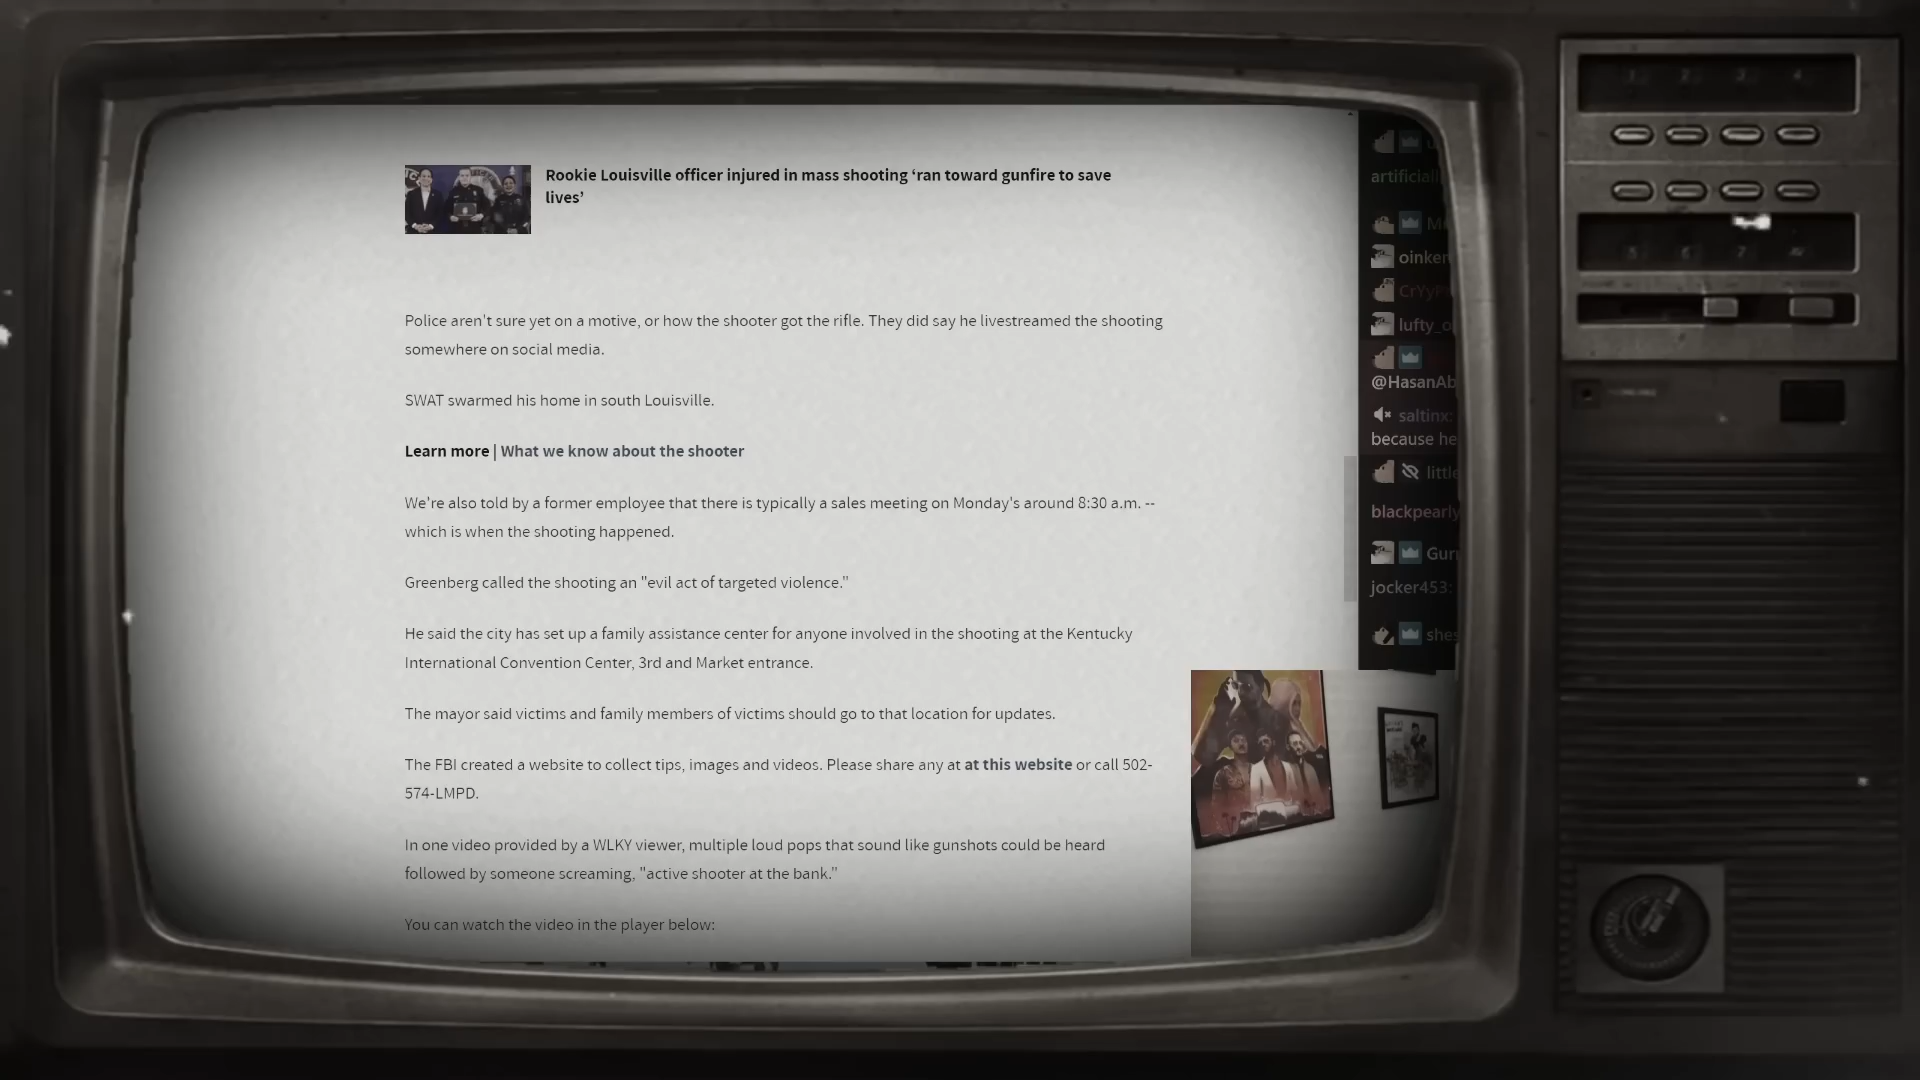 Rookie Louisville officer injured in mass shooting ‘ran toward gunfire to save
lives’
Police aren't sure yet on a motive, or how the shooter got the rifle. They did say he livestreamed the shooting
somewhere on social media.
SWAT swarmed his home in south Louisville.
Learn more | What we know about the shooter
We're also told by a former employee that there is typically a sales meeting on Monday's around 8:30 a.m. --
which is when the shooting happened.
Greenberg called the shooting an "evil act of targeted violence."
He said the city has set up a family assistance center for anyone involved in the shooting at the Kentucky
International Convention Center, 3rd and Market entrance.
The mayor said victims and family members of victims should go to that location for updates.
The FBI created a website to collect tips, images and videos. Please share any at at this website or call 502-
574-LMPD.
In one video provided by a WLKY viewer, multiple loud pops that sound like gunshots could be heard
followed by someone screaming, "active shooter at the bank."
You can watch the video in the player below:
artificiall
oinker
lufty_o
@HasanAb
saltinx:
because he
little
blackpearly
Gur
jocker453:
shes
1 2 3 4
5 6 7